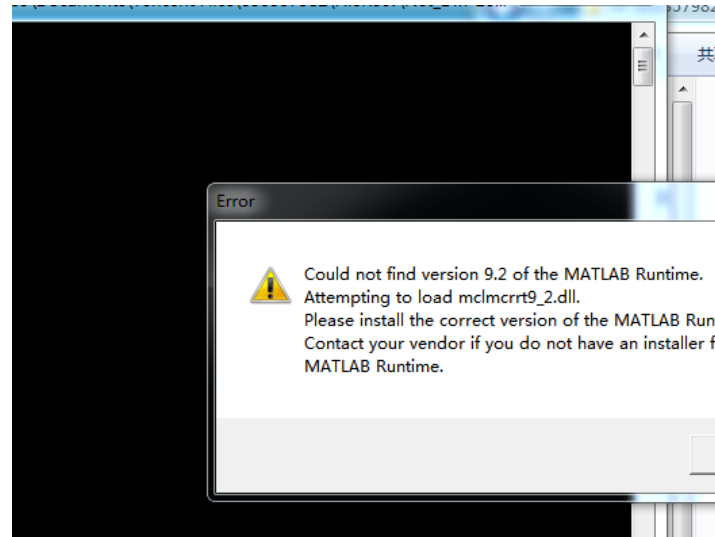 共
Error
Could not find version 9.2 of the MATLAB Runtime.
Attempting to load mclmcrrt9_2.dll.
Please install the correct version of the MATLAB Run
Contact your vendor if you do not have an installer f
MATLAB Runtime.